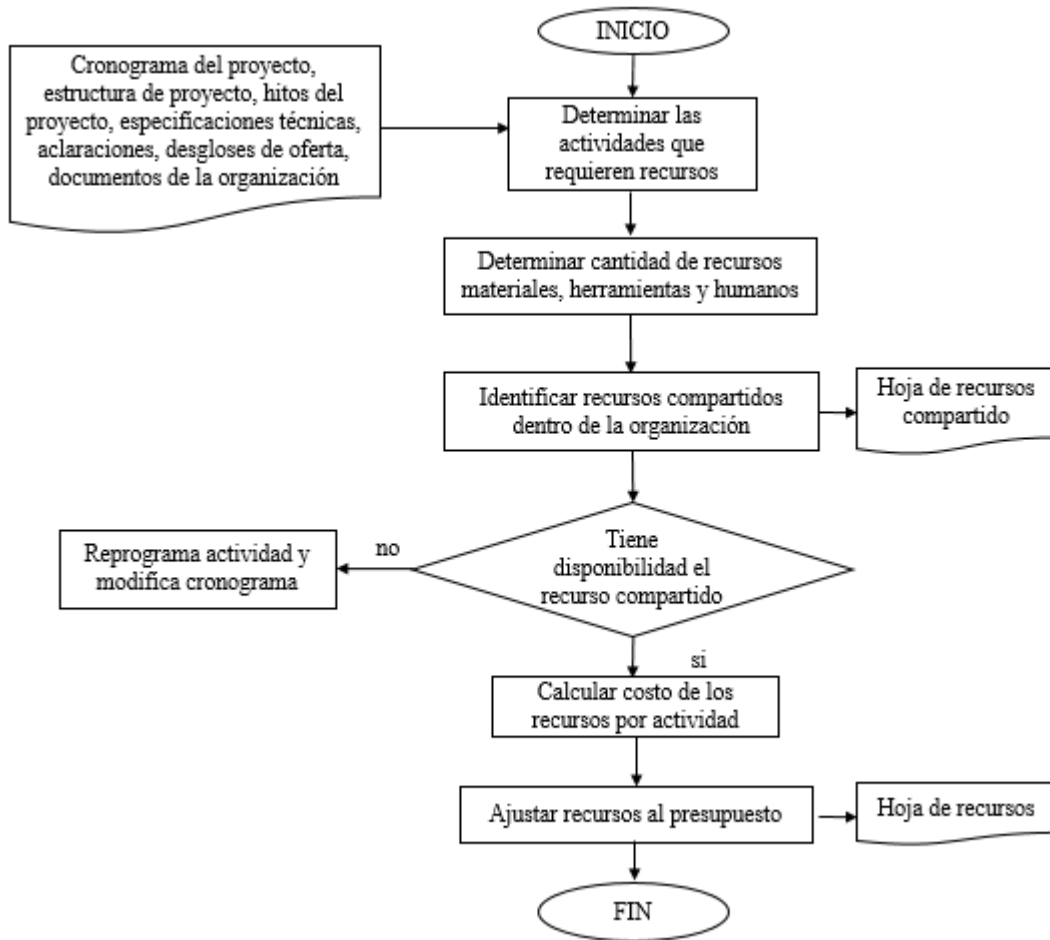 INICIO
Cronograma del proyecto,
estructura de proyecto, hitos del
proyecto, especificaciones técnicas,
aclaraciones, desgloses de oferta,
documentos de la organización
Determinar las
actividades que
requieren recursos
Determinar cantidad de recursos
materiales, herramientas y humanos
Identificar recursos compartidos
dentro de la organización
Hoja de recursos
compartido
Tiene
disponibilidad el
recurso compartido
no
Reprograma actividad y
modifica cronograma
si
Calcular costo de los
recursos por actividad
Ajustar recursos al presupuesto
Hoja de recursos
FIN